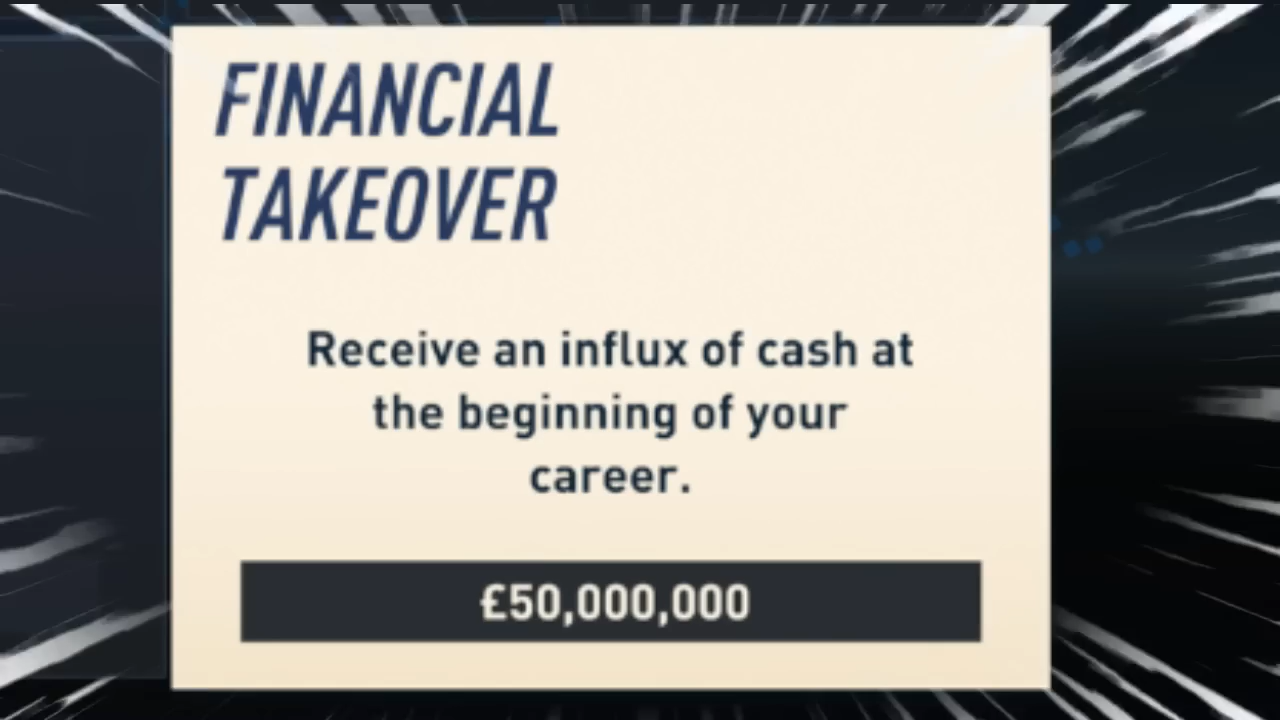 FINANCIAL
TAKEOVER
Receive an influx of cash at
the beginning of your
career.
£50,000,000